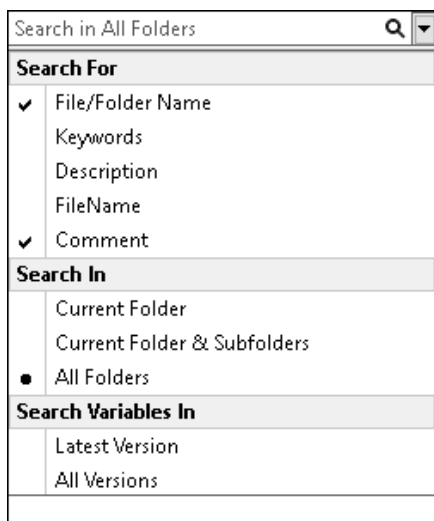 Search in All Folders
Search For
File/Folder Name
Keywords
Description
FileName
Comment
Search In
Current Folder
Current Folder & Subfolders
All Folders
Search Variables In
Latest Version
All Versions